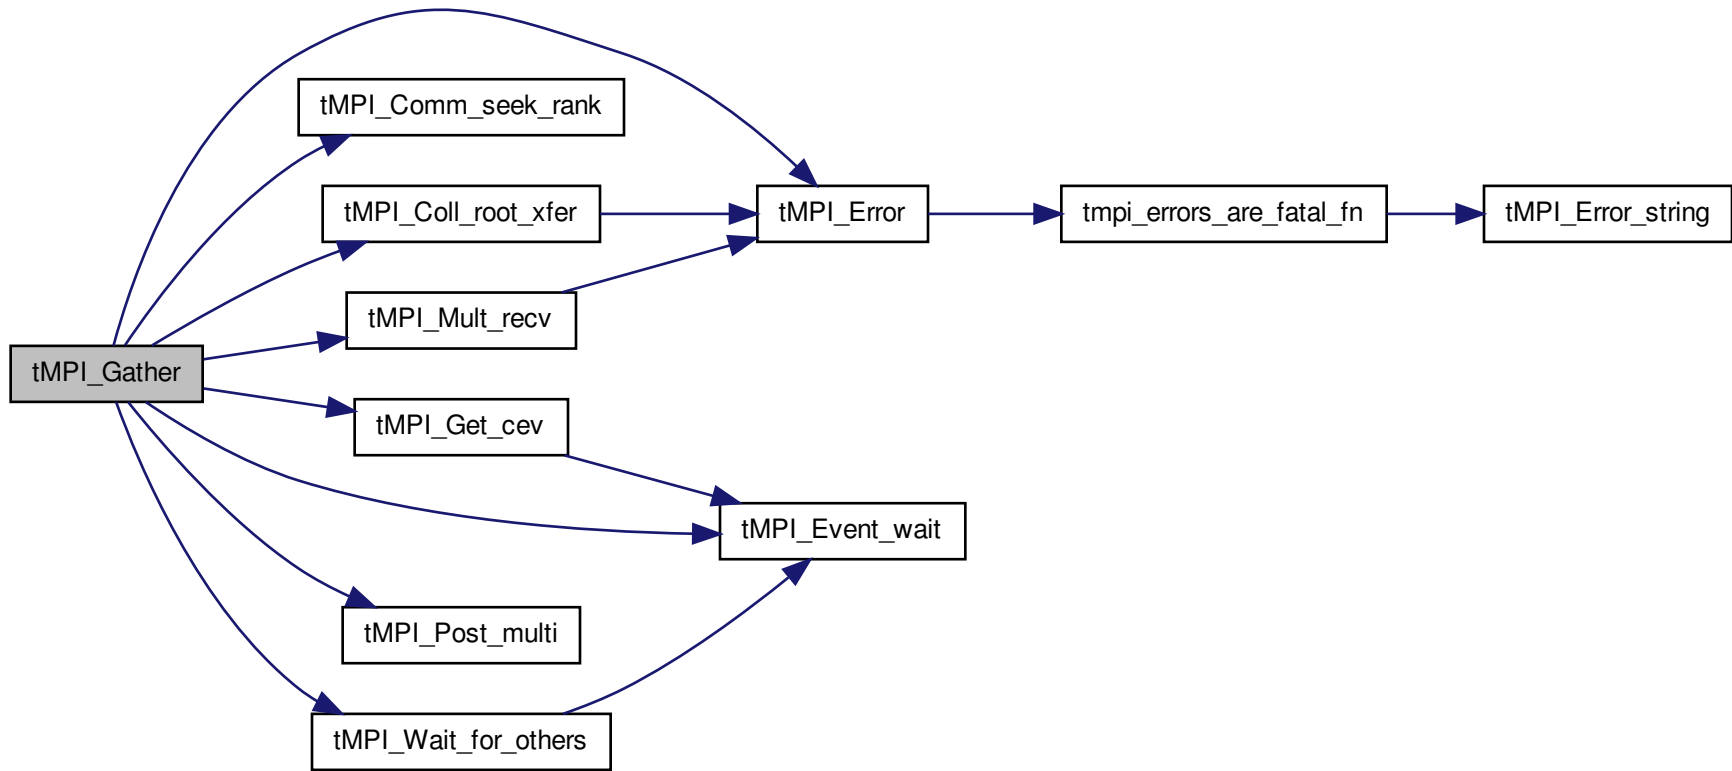 tMPI_Comm_seek_rank
tMPI_Coll_root_xfer
tMPI_Error
tmpi_errors_are_fatal_fn
tMPI_Error_string
tMPI_Mult_recv
tMPI_Gather
tMPI_Get_cev
tMPI_Event_wait
tMPI_Post_multi
tMPI_Wait_for_others